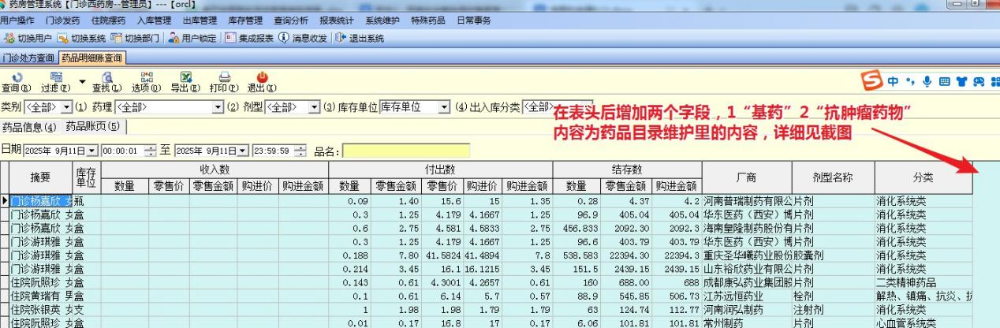 药房管理系统【门诊西药房--管理员】---【orcl】
用户操作 门诊发药 住院摆药 入库管理 出库管理 库存管理 查询分析 报表统计 系统维护 特殊药品 日常事务
切换用户 切换系统 切换部门 用户锁定 集成报表 消息收发 退出系统
门诊处方查询 药品明细账查询
查询(R) 过滤(F) 查找(L) 选项(O) 导出(E) 打印(P) 退出(X)
中
类别 <全部> (1) 药理 <全部> (2) 剂型 <全部> (3) 库存单位 库存单位 (4) 出入库分类 <全部>
在表头后增加两个字段，1“基药”2“抗肿瘤药物”
内容为药品目录维护里的内容，详细见截图
药品信息(4) 药品账页(5)
日期 2025年 9月11日 00:00:01 至 2025年 9月11日 23:59:59 品名:
摘要 库存单位 收入数 付出数 结存数 厂商 剂型名称 分类
数量 零售价 零售金额 购进价 购进金额 数量 零售金额 零售价 购进价 购进金额 数量 零售金额 购进金额
门诊杨嘉欣 女 瓶 0.09 1.40 15.6 15 1.35 0.28 4.37 4.2 河南普瑞制药有限公 片剂 消化系统类
门诊杨嘉欣 女 盒 0.3 1.25 4.179 4.1667 1.25 96.9 405.04 405.04 华东医药（西安）博 片剂 消化系统类
门诊杨嘉欣 女 盒 0.6 2.75 4.581 4.5833 2.75 456.833 2092.30 2092.3 海南皇隆制药股份有 片剂 消化系统类
门诊游琪雅 女 盒 0.3 1.25 4.179 4.1667 1.25 96.6 403.79 403.79 华东医药（西安）博 片剂 消化系统类
门诊游琪雅 女 盒 0.188 7.80 41.5824 41.4894 7.8 538.583 22394.30 22394.3 重庆圣华曦药业股份 胶囊剂 消化系统类
门诊游琪雅 女 盒 0.214 3.45 16.1 16.1215 3.45 151.5 2439.15 2439.15 山东裕欣药业有限公 片剂 消化系统类
住院阮照珍 女 盒 0.143 0.61 4.3001 4.2657 0.61 160 688.00 688 成都康弘药业集团股 片剂 二类精神药品
住院黄瑞有 男 盒 0.1 0.61 6.14 5.7 0.57 88.9 545.85 506.73 江苏远恒药业 栓剂 解热、镇痛、抗炎、抗
住院张银英 女 支 1 1.98 1.98 1.79 1.79 63 124.74 112.77 河南润弘制药 注射剂 消化系统类
住院阮照珍 女 盒 0.01 0.17 16.8 17 0.17 6.06 101.81 101.81 常州制药 片剂 心血管系统类